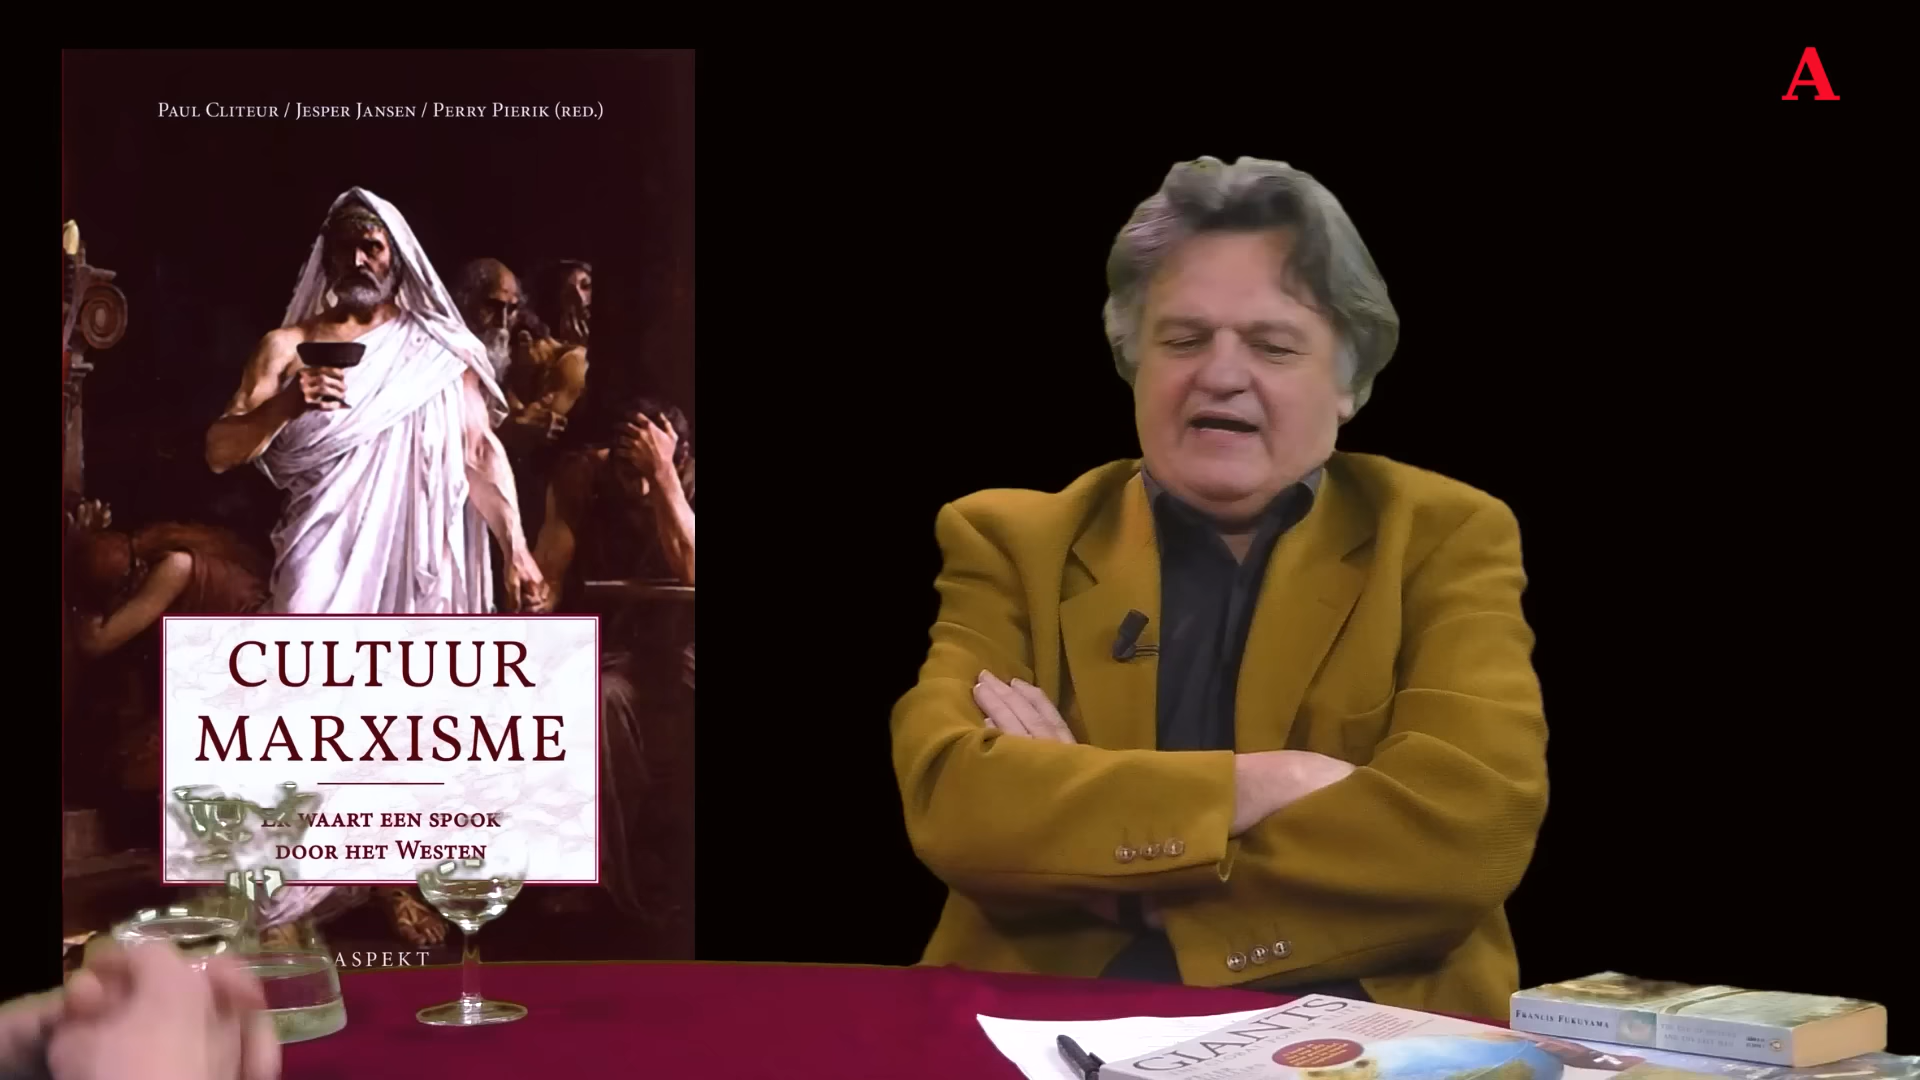 PAUL CLITEUR / JESPER JANSEN / PERRY PIERIK (RED.)
A
CULTUUR
MARXISME
ER WAART EEN SPOOK
DOOR HET WESTEN
ASPEKT
GIANTS
FRANCIS FUKUYAMA